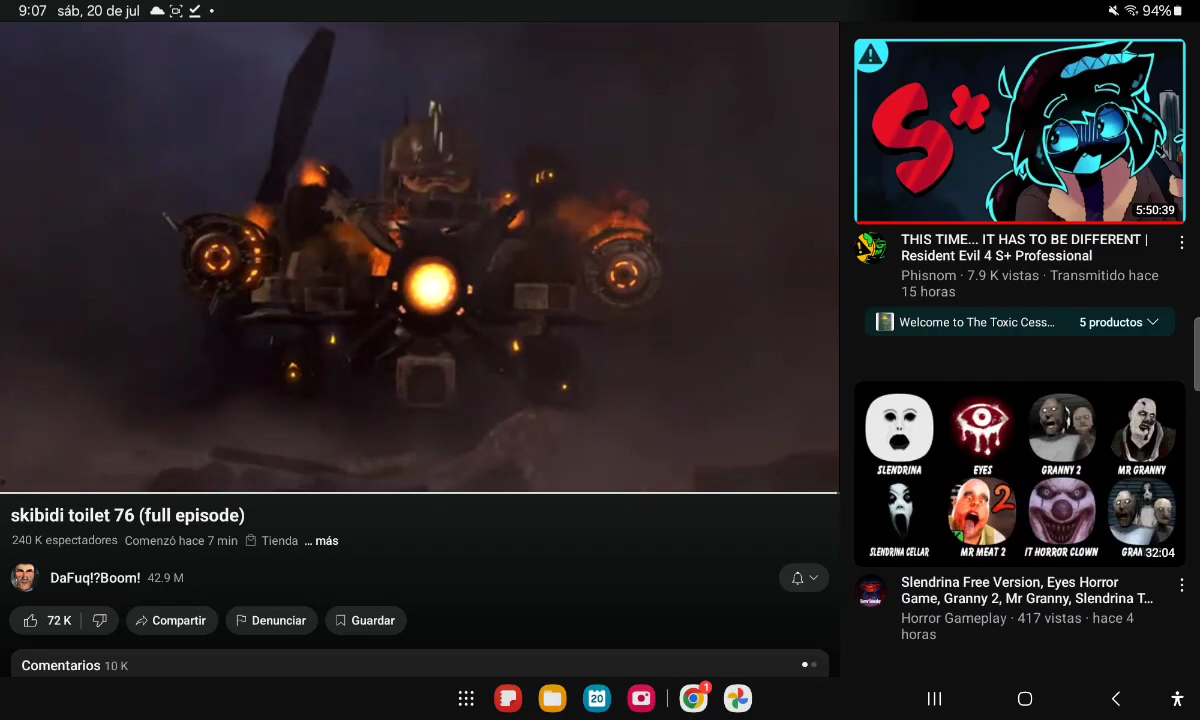 9:07 sáb, 20 de jul
94%
skibidi toilet 76 (full episode)
240 K espectadores Comenzó hace 7 min Tienda ... más
DaFuq!?Boom! 42.9 M
72 K Compartir Denunciar Guardar
Comentarios 10 K
S+
5:50:39
THIS TIME... IT HAS TO BE DIFFERENT |
Resident Evil 4 S+ Professional
Phisnom · 7.9 K vistas · Transmitido hace
15 horas
Welcome to The Toxic Cess... 5 productos
SLENDRINA EYES GRANNY 2 MR GRANNY
2
SLENDRINA CELLAR MR MEAT 2 IT HORROR CLOWN GRAN 32:04
Slendrina Free Version, Eyes Horror
Game, Granny 2, Mr Granny, Slendrina T...
Horror Gameplay · 417 vistas · hace 4
horas
20
1